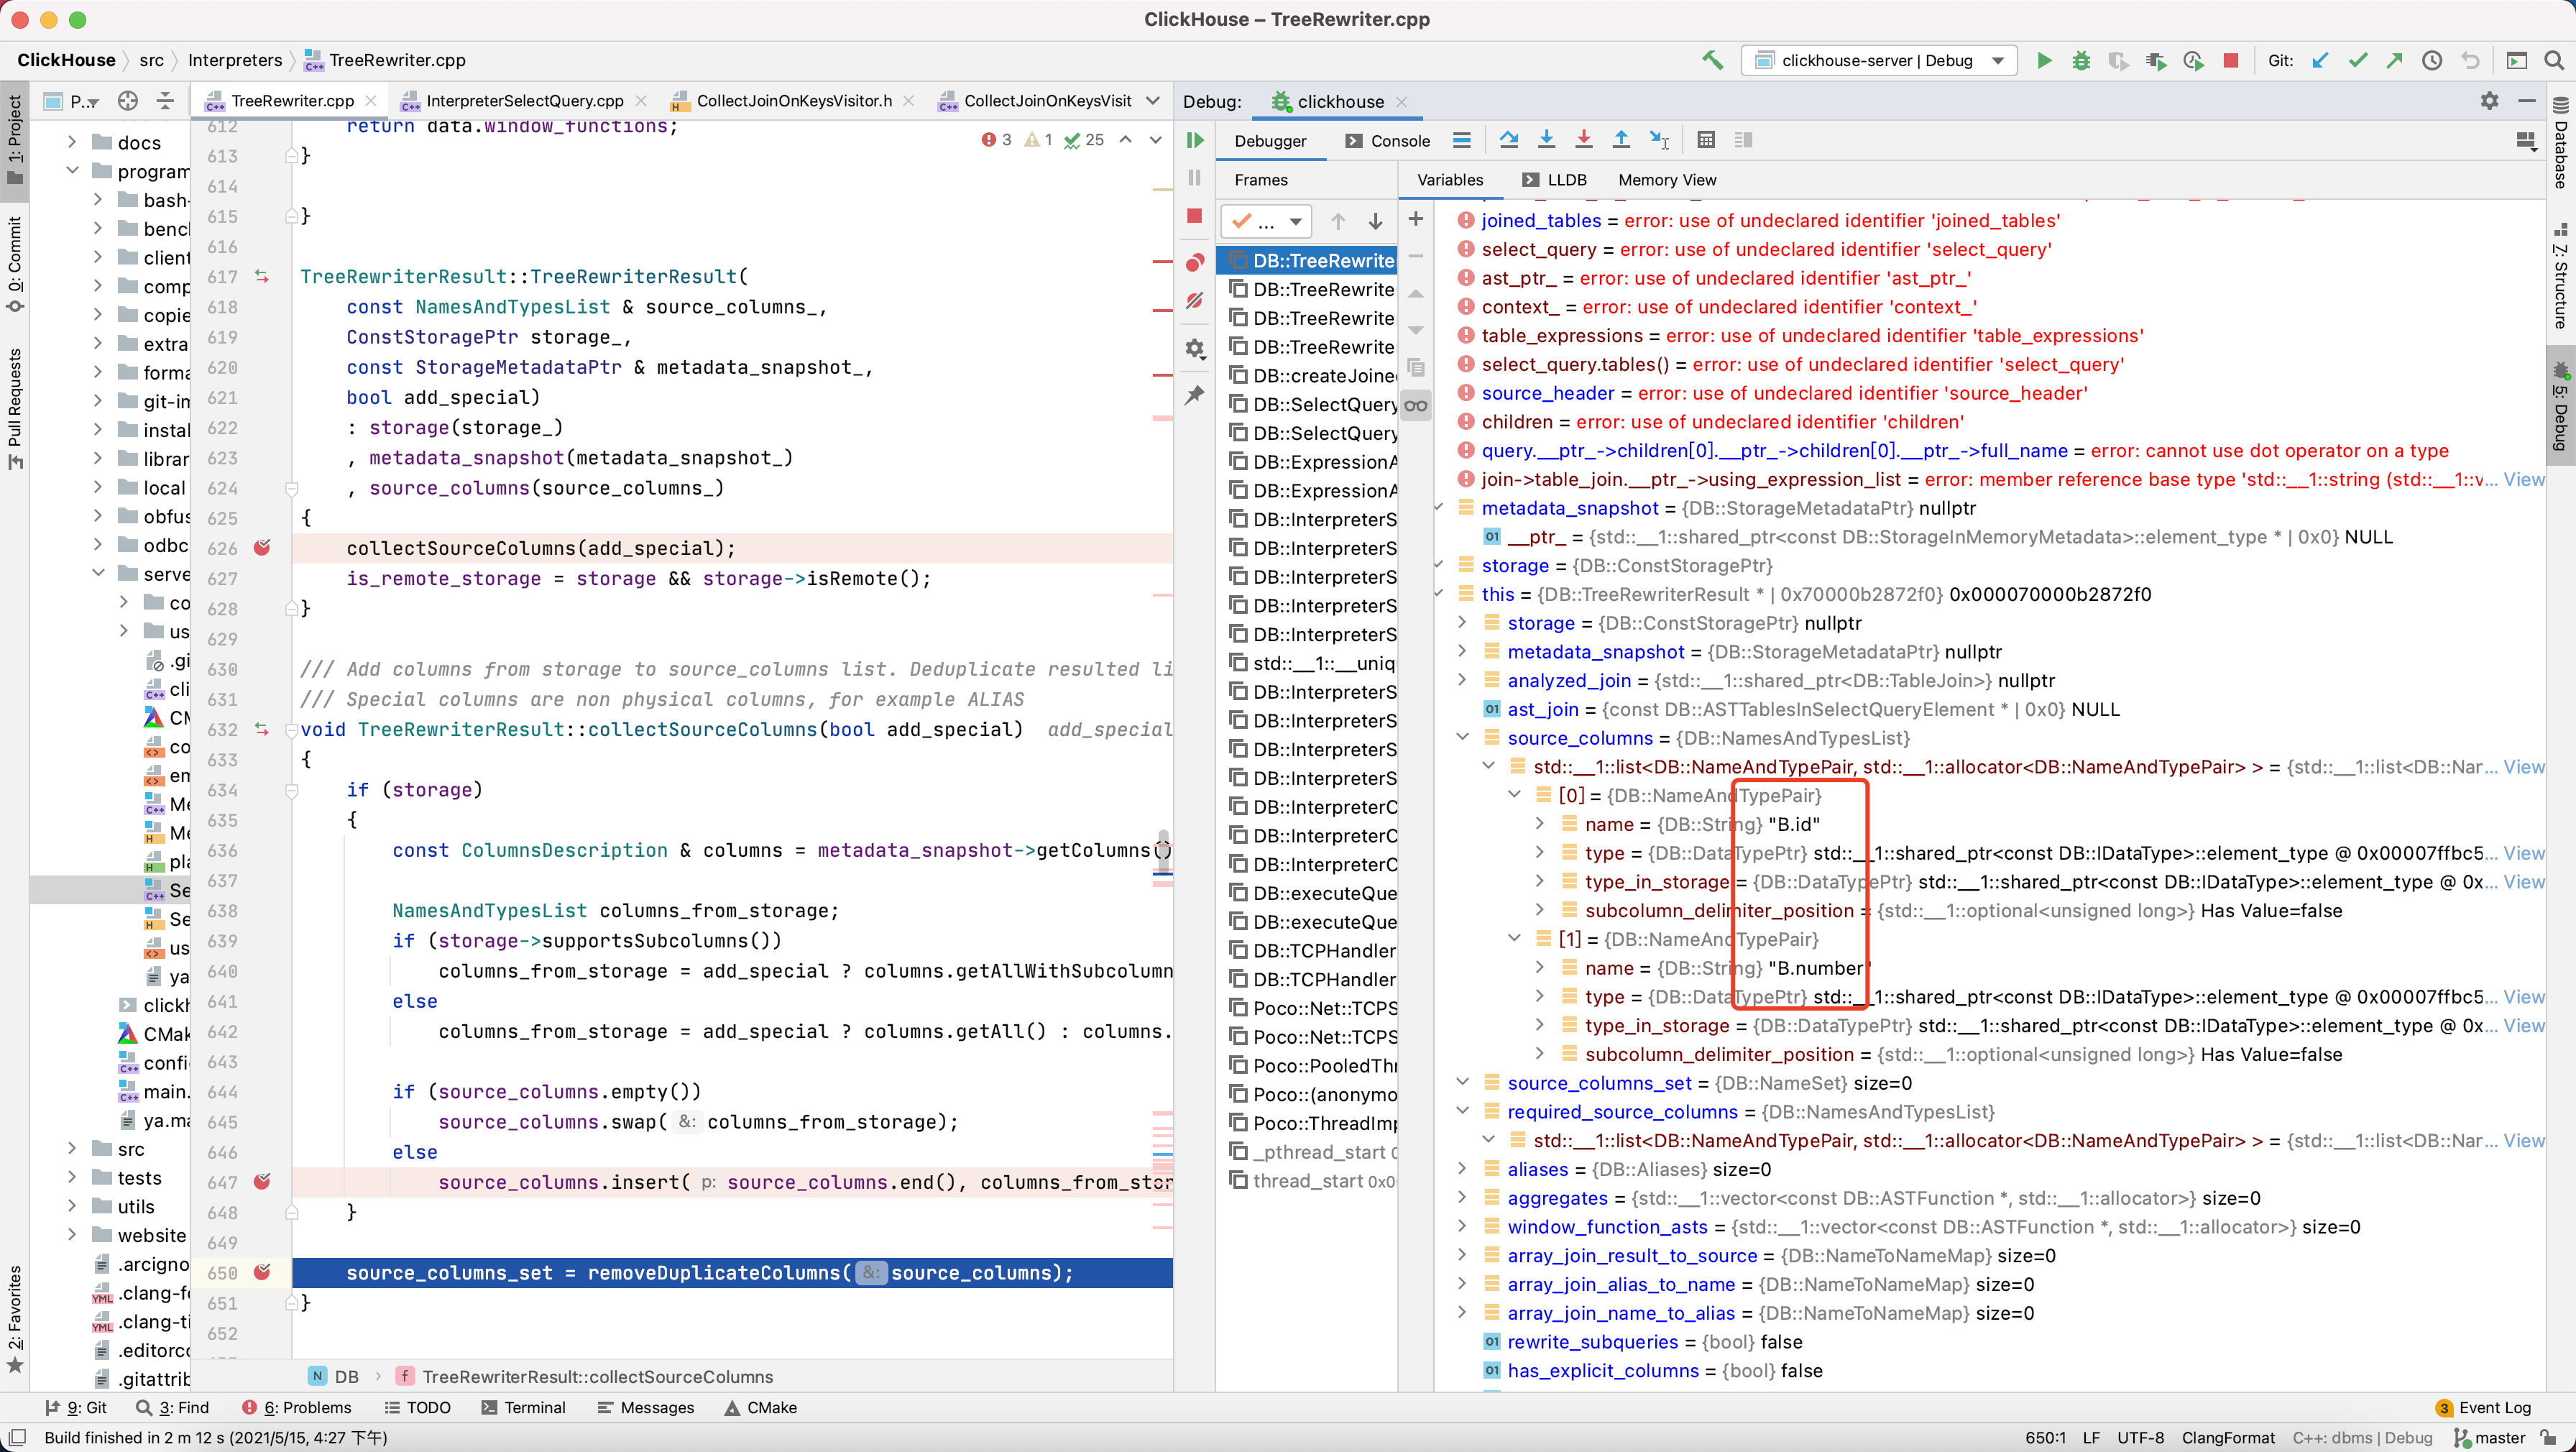 ClickHouse – TreeRewriter.cpp
ClickHouse src Interpreters TreeRewriter.cpp
clickhouse-server | Debug
Git:
P...
TreeRewriter.cpp
InterpreterSelectQuery.cpp
CollectJoinOnKeysVisitor.h
CollectJoinOnKeysVisit
Debug:
clickhouse
1: Project
0: Commit
Pull Requests
2: Favorites
docs
program
bash-
bencl
client
comp
copie
extra
forma
git-im
instal
librar
local
obfus
odbc
serve
co
us
.gi
cli
CM
co
em
Me
Me
pla
Se
Se
us
ya
clickh
CMak
confi
main.
ya.ma
src
tests
utils
website
.arcigno
.clang-fo
.clang-ti
.editorco
.gitattrib
3 1 25
612 return data.window_functions;
613 }
614
615 }
616
617 TreeRewriterResult::TreeRewriterResult(
618 const NamesAndTypesList & source_columns_,
619 ConstStoragePtr storage_,
620 const StorageMetadataPtr & metadata_snapshot_,
621 bool add_special)
622 : storage(storage_)
623 , metadata_snapshot(metadata_snapshot_)
624 , source_columns(source_columns_)
625 {
626 collectSourceColumns(add_special);
627 is_remote_storage = storage && storage->isRemote();
628 }
629
630 /// Add columns from storage to source_columns list. Deduplicate resulted li
631 /// Special columns are non physical columns, for example ALIAS
632 void TreeRewriterResult::collectSourceColumns(bool add_special) add_special
633 {
634 if (storage)
635 {
636 const ColumnsDescription & columns = metadata_snapshot->getColumns()
637
638 NamesAndTypesList columns_from_storage;
639 if (storage->supportsSubcolumns())
640 columns_from_storage = add_special ? columns.getAllWithSubcolumn
641 else
642 columns_from_storage = add_special ? columns.getAll() : columns.
643
644 if (source_columns.empty())
645 source_columns.swap( &: columns_from_storage);
646 else
647 source_columns.insert( p: source_columns.end(), columns_from_stor
648 }
649
650 source_columns_set = removeDuplicateColumns( &: source_columns);
651 }
652
N DB f TreeRewriterResult::collectSourceColumns
Debugger
Console
Frames
Variables
LLDB
Memory View
...
DB::TreeRewrite
DB::TreeRewrite
DB::TreeRewrite
DB::TreeRewrite
DB::createJoine
DB::SelectQuery
DB::SelectQuery
DB::ExpressionA
DB::ExpressionA
DB::InterpreterS
DB::InterpreterS
DB::InterpreterS
DB::InterpreterS
DB::InterpreterS
std::__1::__uniq
DB::InterpreterS
DB::InterpreterS
DB::InterpreterS
DB::InterpreterS
DB::InterpreterC
DB::InterpreterC
DB::InterpreterC
DB::executeQue
DB::executeQue
DB::TCPHandler
DB::TCPHandler
Poco::Net::TCPS
Poco::Net::TCPS
Poco::PooledThr
Poco::(anonymo
Poco::ThreadImp
_pthread_start 0
thread_start 0x0
joined_tables = error: use of undeclared identifier 'joined_tables'
select_query = error: use of undeclared identifier 'select_query'
ast_ptr_ = error: use of undeclared identifier 'ast_ptr_'
context_ = error: use of undeclared identifier 'context_'
table_expressions = error: use of undeclared identifier 'table_expressions'
select_query.tables() = error: use of undeclared identifier 'select_query'
source_header = error: use of undeclared identifier 'source_header'
children = error: use of undeclared identifier 'children'
query.__ptr_->children[0].__ptr_->children[0].__ptr_->full_name = error: cannot use dot operator on a type
join->table_join.__ptr_->using_expression_list = error: member reference base type 'std::__1::string (std::__1::v... View
metadata_snapshot = {DB::StorageMetadataPtr} nullptr
__ptr_ = {std::__1::shared_ptr<const DB::StorageInMemoryMetadata>::element_type * | 0x0} NULL
storage = {DB::ConstStoragePtr}
this = {DB::TreeRewriterResult * | 0x70000b2872f0} 0x000070000b2872f0
storage = {DB::ConstStoragePtr} nullptr
metadata_snapshot = {DB::StorageMetadataPtr} nullptr
analyzed_join = {std::__1::shared_ptr<DB::TableJoin>} nullptr
ast_join = {const DB::ASTTablesInSelectQueryElement * | 0x0} NULL
source_columns = {DB::NamesAndTypesList}
std::__1::list<DB::NameAndTypePair, std::__1::allocator<DB::NameAndTypePair> > = {std::__1::list<DB::Nar... View
[0] = {DB::NameAndTypePair}
name = {DB::String} "B.id"
type = {DB::DataTypePtr} std::__1::shared_ptr<const DB::IDataType>::element_type @ 0x00007ffbc5... View
type_in_storage = {DB::DataTypePtr} std::__1::shared_ptr<const DB::IDataType>::element_type @ 0x... View
subcolumn_delimiter_position = {std::__1::optional<unsigned long>} Has Value=false
[1] = {DB::NameAndTypePair}
name = {DB::String} "B.number"
type = {DB::DataTypePtr} std::__1::shared_ptr<const DB::IDataType>::element_type @ 0x00007ffbc5... View
type_in_storage = {DB::DataTypePtr} std::__1::shared_ptr<const DB::IDataType>::element_type @ 0x... View
subcolumn_delimiter_position = {std::__1::optional<unsigned long>} Has Value=false
source_columns_set = {DB::NameSet} size=0
required_source_columns = {DB::NamesAndTypesList}
std::__1::list<DB::NameAndTypePair, std::__1::allocator<DB::NameAndTypePair> > = {std::__1::list<DB::Nar... View
aliases = {DB::Aliases} size=0
aggregates = {std::__1::vector<const DB::ASTFunction *, std::__1::allocator>} size=0
window_function_asts = {std::__1::vector<const DB::ASTFunction *, std::__1::allocator>} size=0
array_join_result_to_source = {DB::NameToNameMap} size=0
array_join_alias_to_name = {DB::NameToNameMap} size=0
array_join_name_to_alias = {DB::NameToNameMap} size=0
rewrite_subqueries = {bool} false
has_explicit_columns = {bool} false
Database
7: Structure
5: Debug
9: Git
3: Find
6: Problems
TODO
Terminal
Messages
CMake
3 Event Log
Build finished in 2 m 12 s (2021/5/15, 4:27 下午)
650:1 LF UTF-8 ClangFormat C++: dbms | Debug master